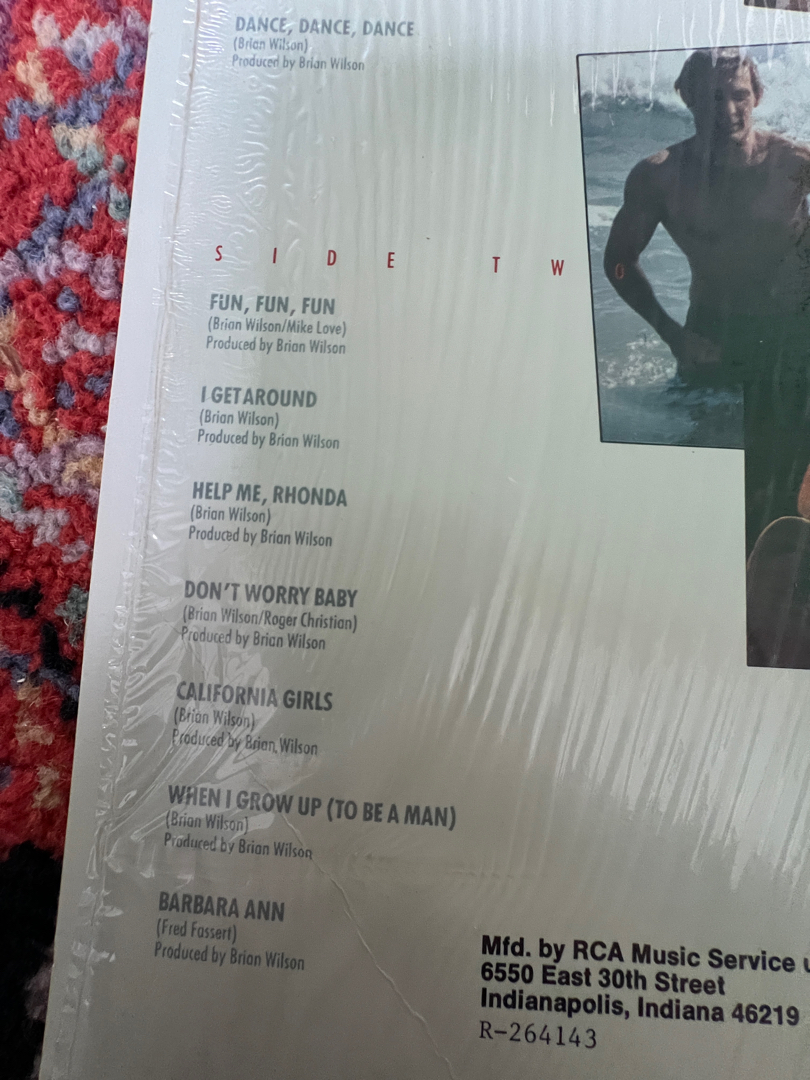 DANCE, DANCE, DANCE
(Brian Wilson)
Produced by Brian Wilson
SIDE TWO
FUN, FUN, FUN
(Brian Wilson/Mike Love)
Produced by Brian Wilson
I GET AROUND
(Brian Wilson)
Produced by Brian Wilson
HELP ME, RHONDA
(Brian Wilson)
Produced by Brian Wilson
DON'T WORRY BABY
(Brian Wilson/Roger Christian)
Produced by Brian Wilson
CALIFORNIA GIRLS
(Brian Wilson)
Produced by Brian Wilson
WHEN I GROW UP (TO BE A MAN)
(Brian Wilson)
Produced by Brian Wilson
BARBARA ANN
(Fred Fassert)
Produced by Brian Wilson
Mfd. by RCA Music Service
6550 East 30th Street
Indianapolis, Indiana 46219
R-264143